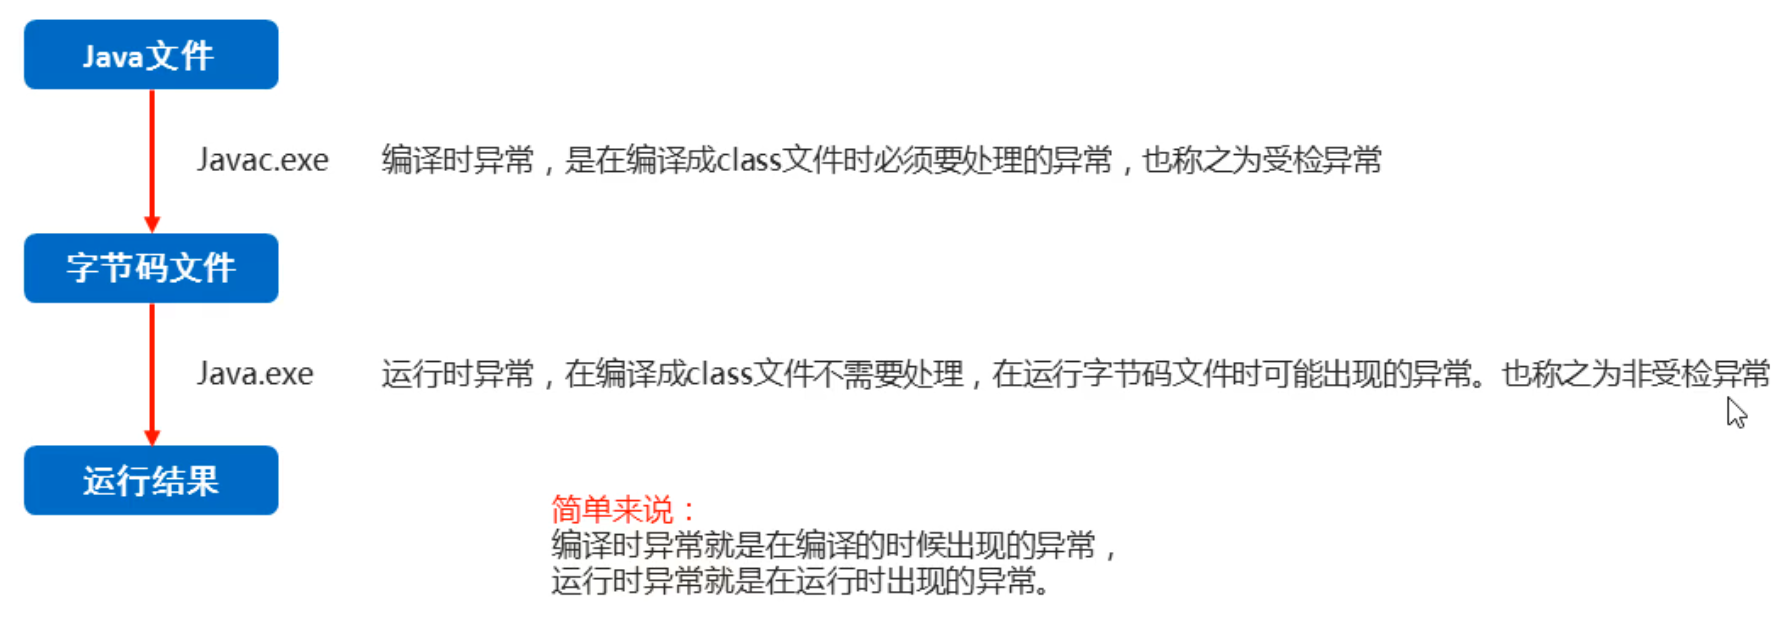 Java文件
Javac.exe 编译时异常，是在编译成class文件时必须要处理的异常，也称之为受检异常
字节码文件
Java.exe 运行时异常，在编译成class文件不需要处理，在运行字节码文件时可能出现的异常。也称之为非受检异常
运行结果
简单来说：
编译时异常就是在编译的时候出现的异常，
运行时异常就是在运行时出现的异常。